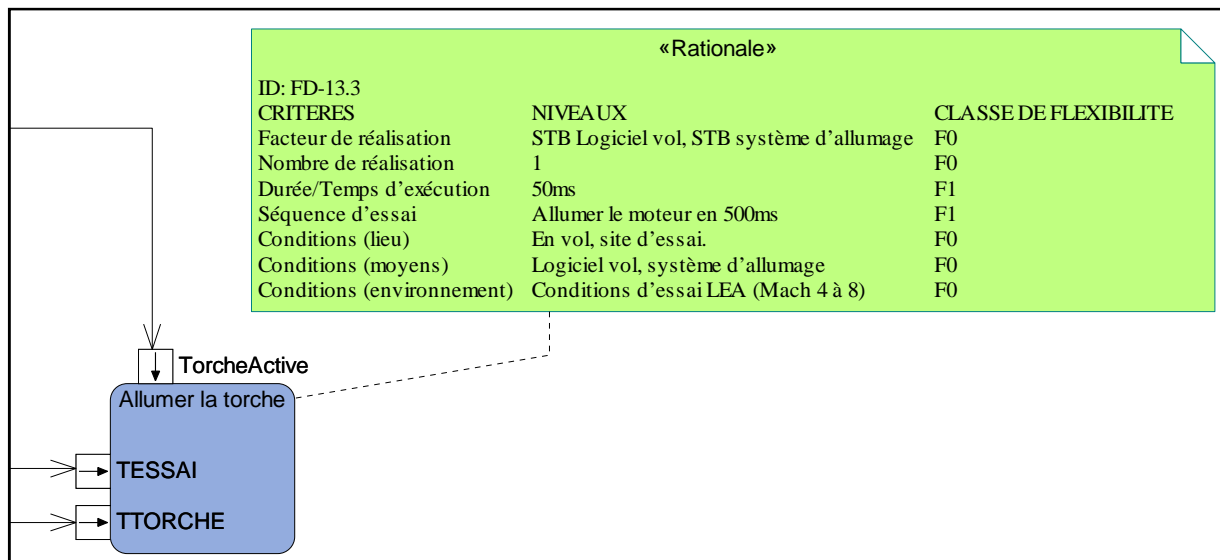 «Rationale»
ID: FD-13.3
CRITERES NIVEAUX CLASSE DE FLEXIBILITE
Facteur de réalisation STB Logiciel vol, STB système d’allumage F0
Nombre de réalisation 1 F0
Durée/Temps d’exécution 50ms F1
Séquence d’essai Allumer le moteur en 500ms F1
Conditions (lieu) En vol, site d’essai. F0
Conditions (moyens) Logiciel vol, système d’allumage F0
Conditions (environnement) Conditions d’essai LEA (Mach 4 à 8) F0
TorcheActive
Allumer la torche
TESSAI
TTORCHE